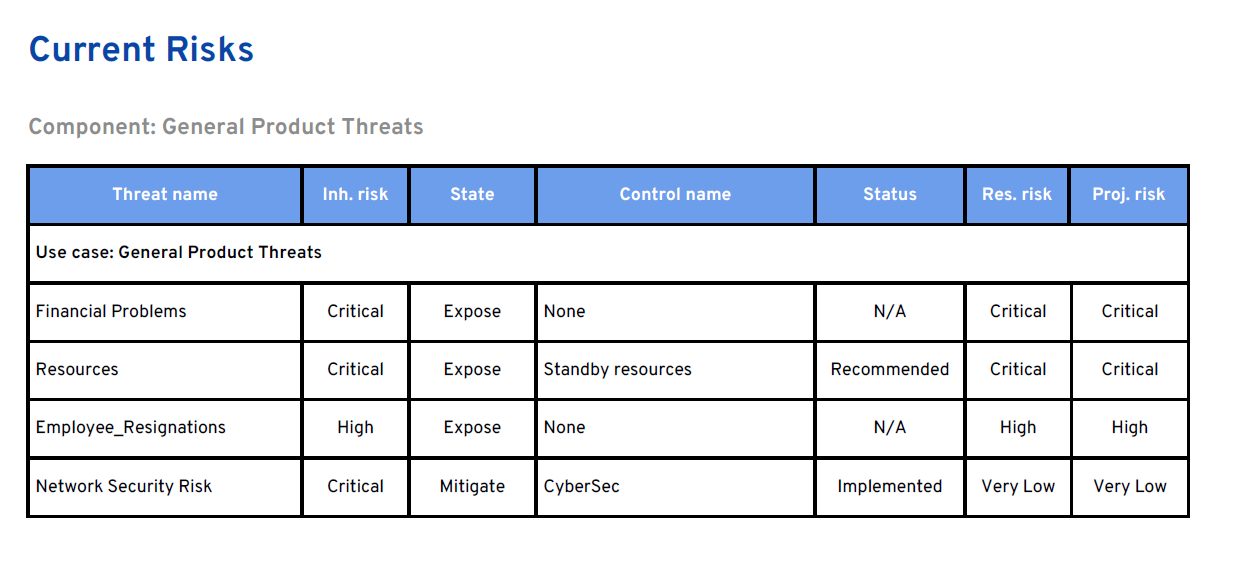 Current Risks
Component: General Product Threats
Threat name Inh. risk State Control name Status Res. risk Proj. risk
Use case: General Product Threats
Financial Problems Critical Expose None N/A Critical Critical
Resources Critical Expose Standby resources Recommended Critical Critical
Employee_Resignations High Expose None N/A High High
Network Security Risk Critical Mitigate CyberSec Implemented Very Low Very Low